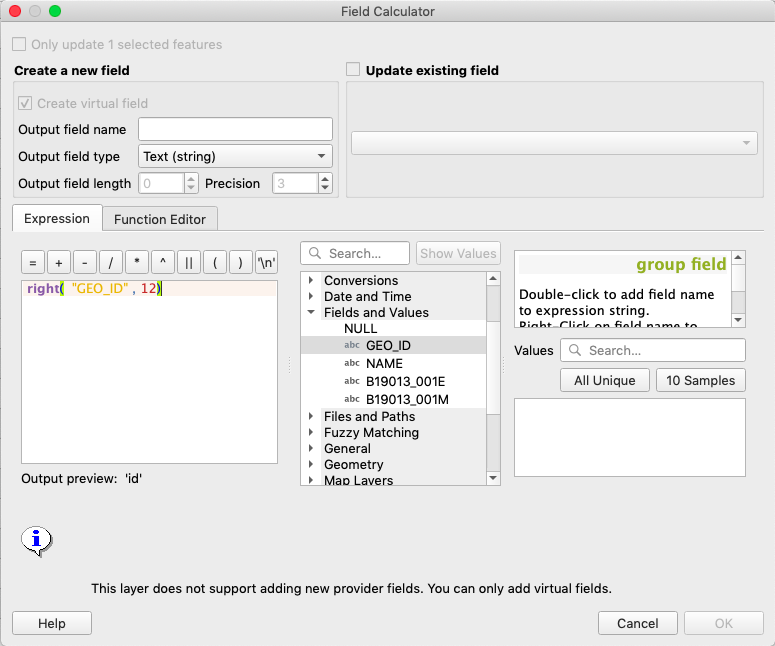 Field Calculator
Only update 1 selected features
Create a new field
Update existing field
Create virtual field
Output field name
Output field type Text (string)
Output field length 0 Precision 3
Expression Function Editor
= + - / * ^ || ( ) '\n'
right( "GEO_ID" , 12)
Output preview: 'id'
Search... Show Values
Conversions
Date and Time
Fields and Values
NULL
abc GEO_ID
abc NAME
abc B19013_001E
abc B19013_001M
Files and Paths
Fuzzy Matching
General
Geometry
Map Layers
group field
Double-click to add field name
to expression string.
Right-Click on field name to
Values Search...
All Unique 10 Samples
This layer does not support adding new provider fields. You can only add virtual fields.
Help Cancel OK